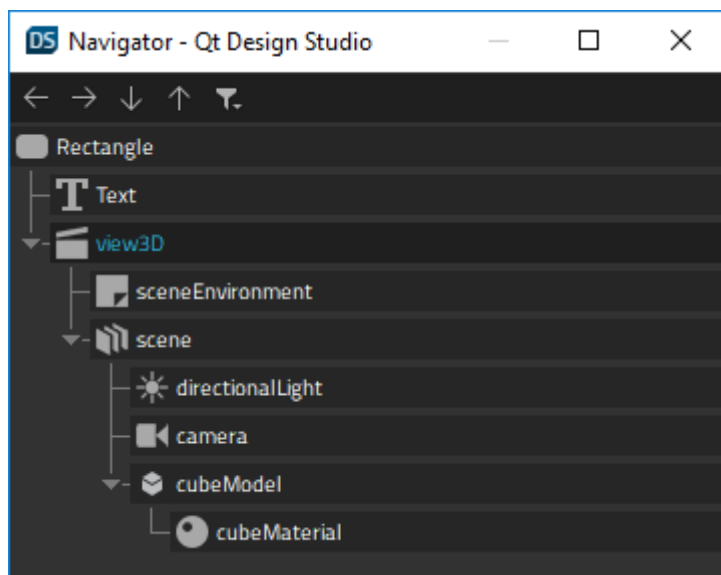 DS Navigator - Qt Design Studio
Rectangle
Text
view3D
sceneEnvironment
scene
directionalLight
camera
cubeModel
cubeMaterial